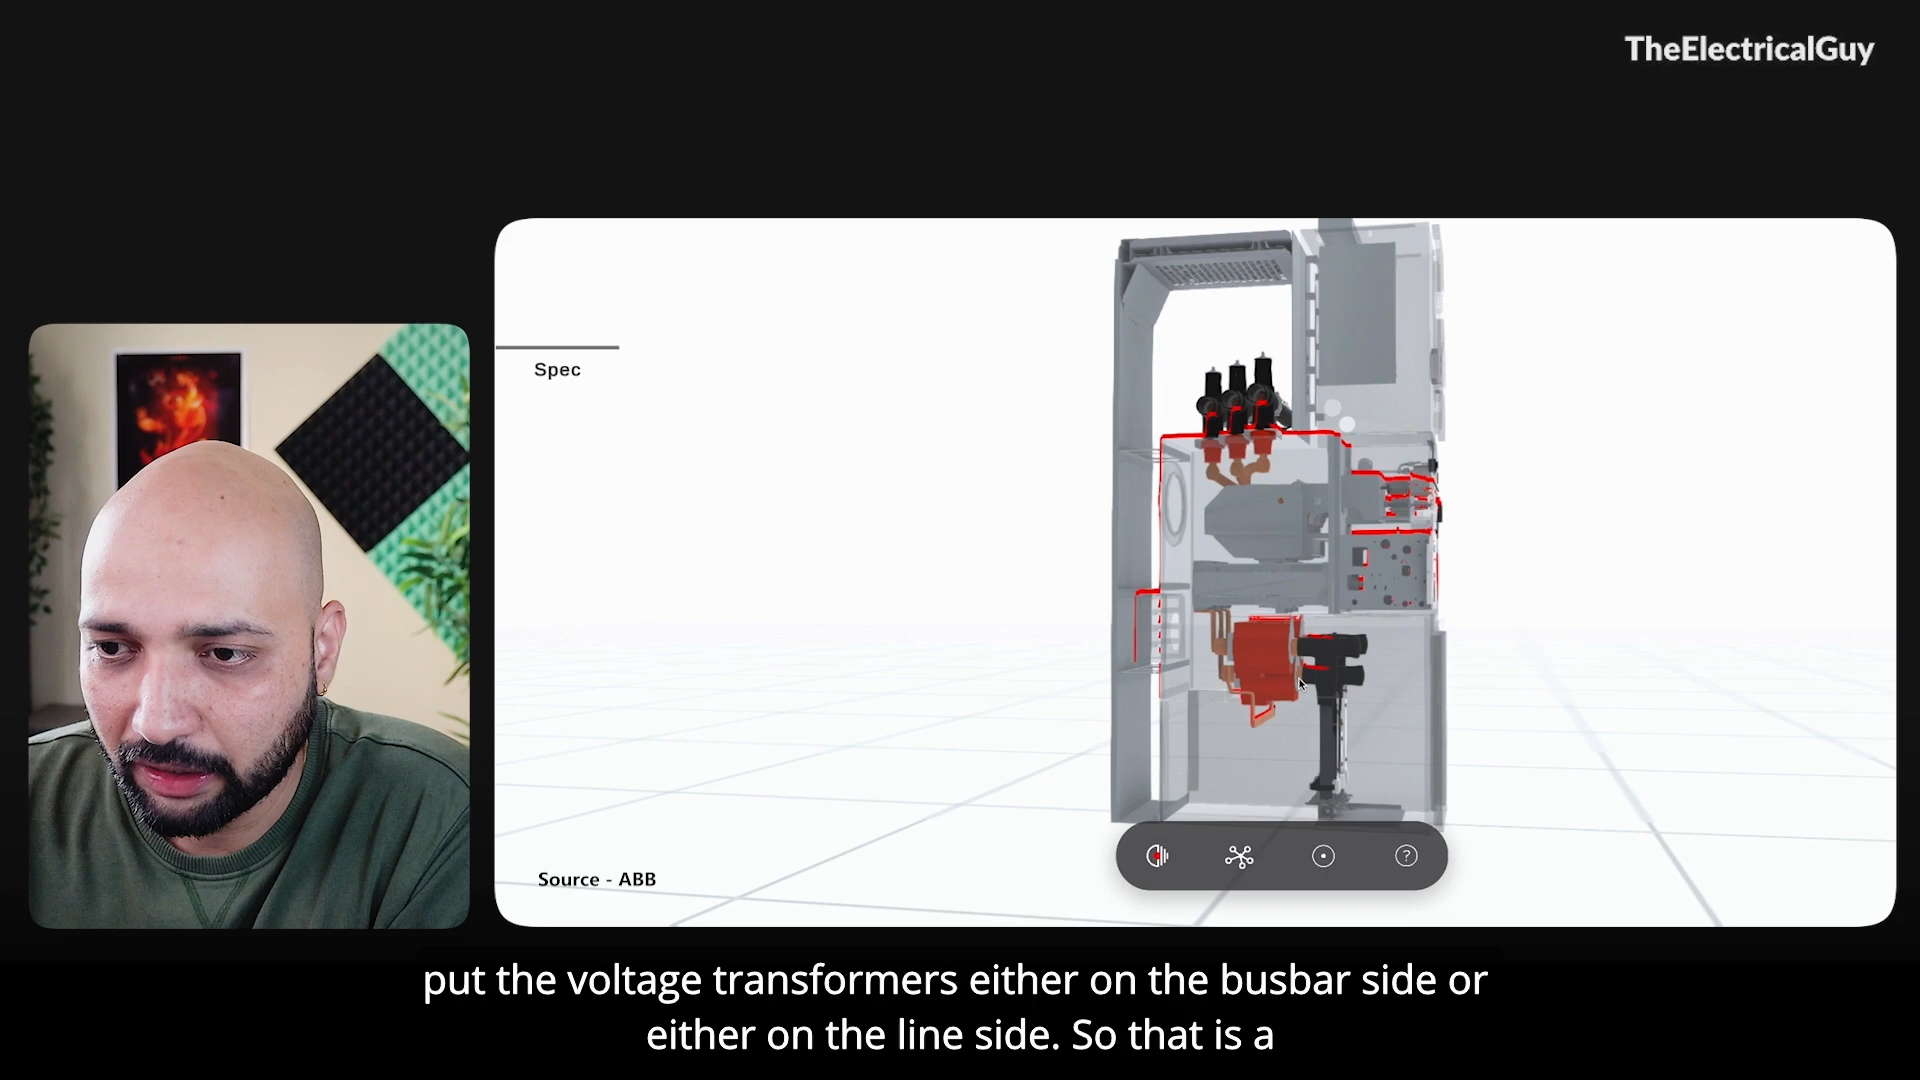 TheElectricalGuy
Spec
Source - ABB
put the voltage transformers either on the busbar side or
either on the line side. So that is a